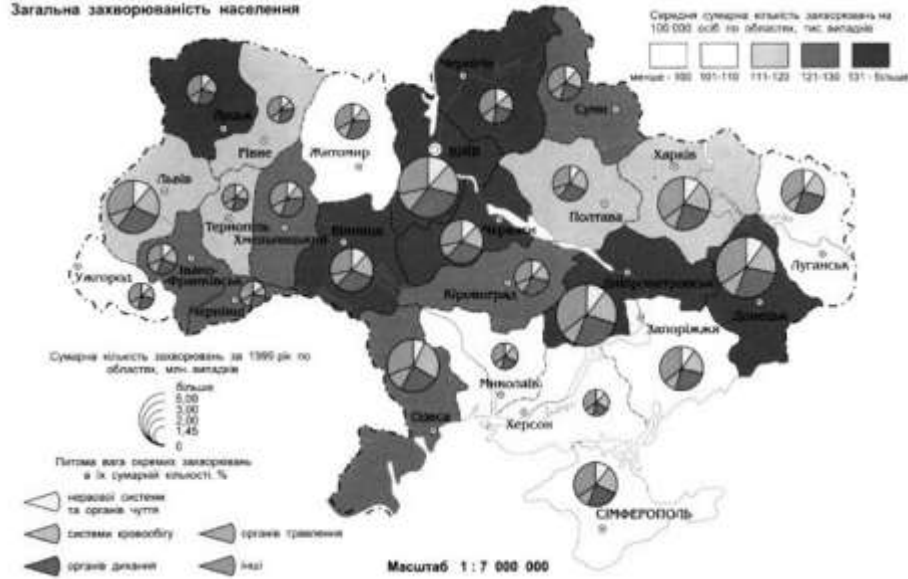 Загальна захворюваність населення
Середня сумарна кількість захворювань на
100 000 осіб по областях, тис. випадків
менше - 100 101-110 111-120 121-130 131 - більше
Чернігів
Суми
Луцьк
Рівне
Житомир
КИЇВ
Харків
Львів
Полтава
Тернопіль
Хмельницький
Вінниця
Черкаси
Луганськ
Ужгород
Івано-
Франківськ
Кіровоград
Дніпропетровськ
Донецьк
Чернівці
Запоріжжя
Миколаїв
Одеса
Херсон
СІМФЕРОПОЛЬ
Сумарна кількість захворювань за 1999 рік по
областях, млн. випадків
більше
5,00
3,00
2,00
1,45
0
Питома вага окремих захворювань
в їх сумарній кількості, %
нервової системи
та органів чуття
системи кровообігу
органів травлення
органів дихання
інші
Масштаб 1 : 7 000 000